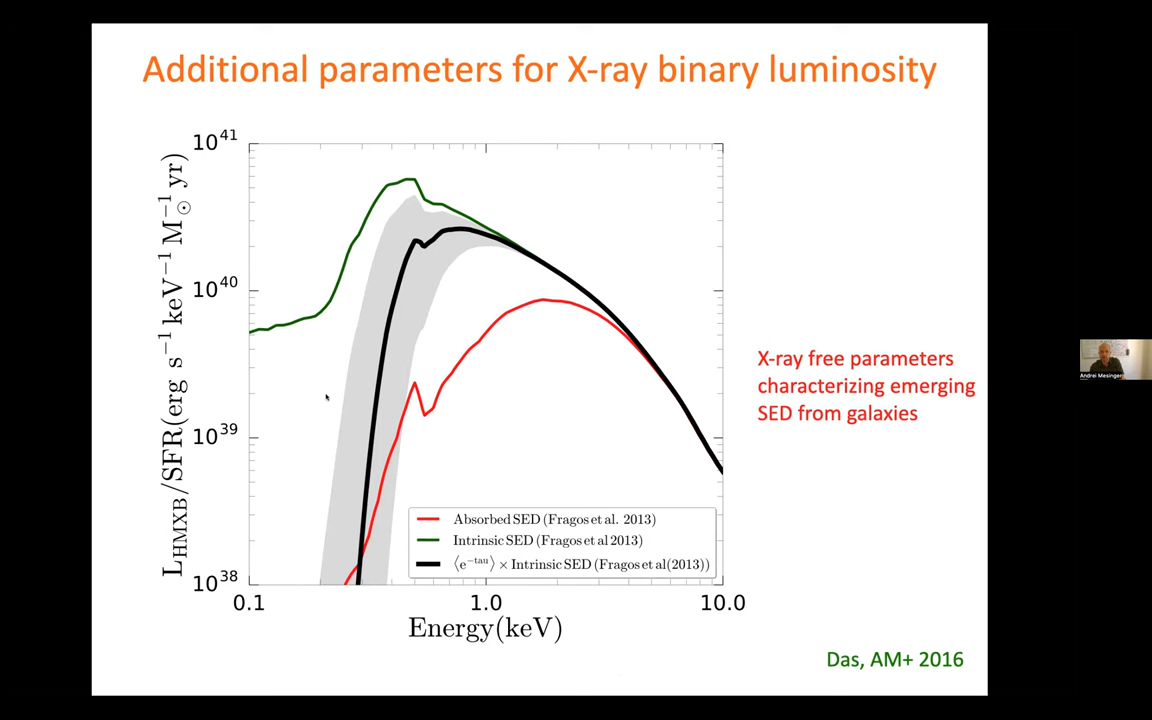 Additional parameters for X-ray binary luminosity
10^41
10^40
10^39
10^38
L_HMXB/SFR(erg s^−1 keV^−1 M_⊙^−1 yr)
0.1
1.0
10.0
Energy(keV)
Absorbed SED (Fragos et al. 2013)
Intrinsic SED (Fragos et al 2013)
⟨e^−tau⟩ × Intrinsic SED (Fragos et al(2013))
X-ray free parameters
characterizing emerging
SED from galaxies
Das, AM+ 2016
Andrei Mesinger